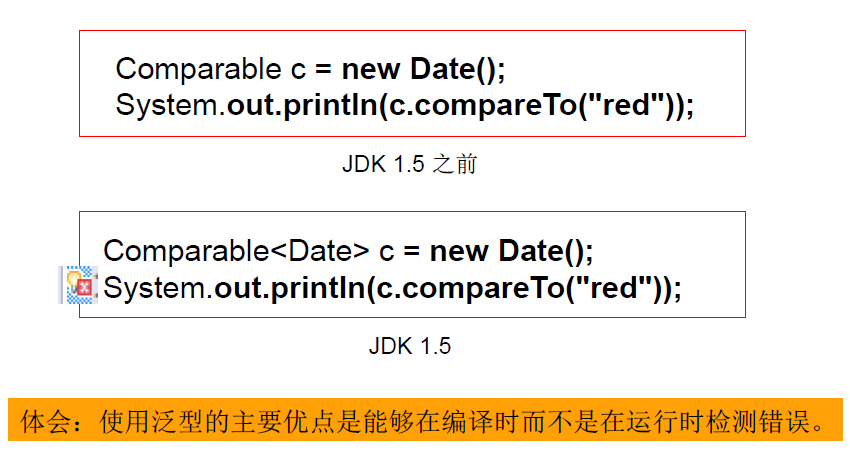 Comparable c = new Date();
System.out.println(c.compareTo("red"));
JDK 1.5 之前
Comparable<Date> c = new Date();
System.out.println(c.compareTo("red"));
JDK 1.5
体会：使用泛型的主要优点是能够在编译时而不是在运行时检测错误。